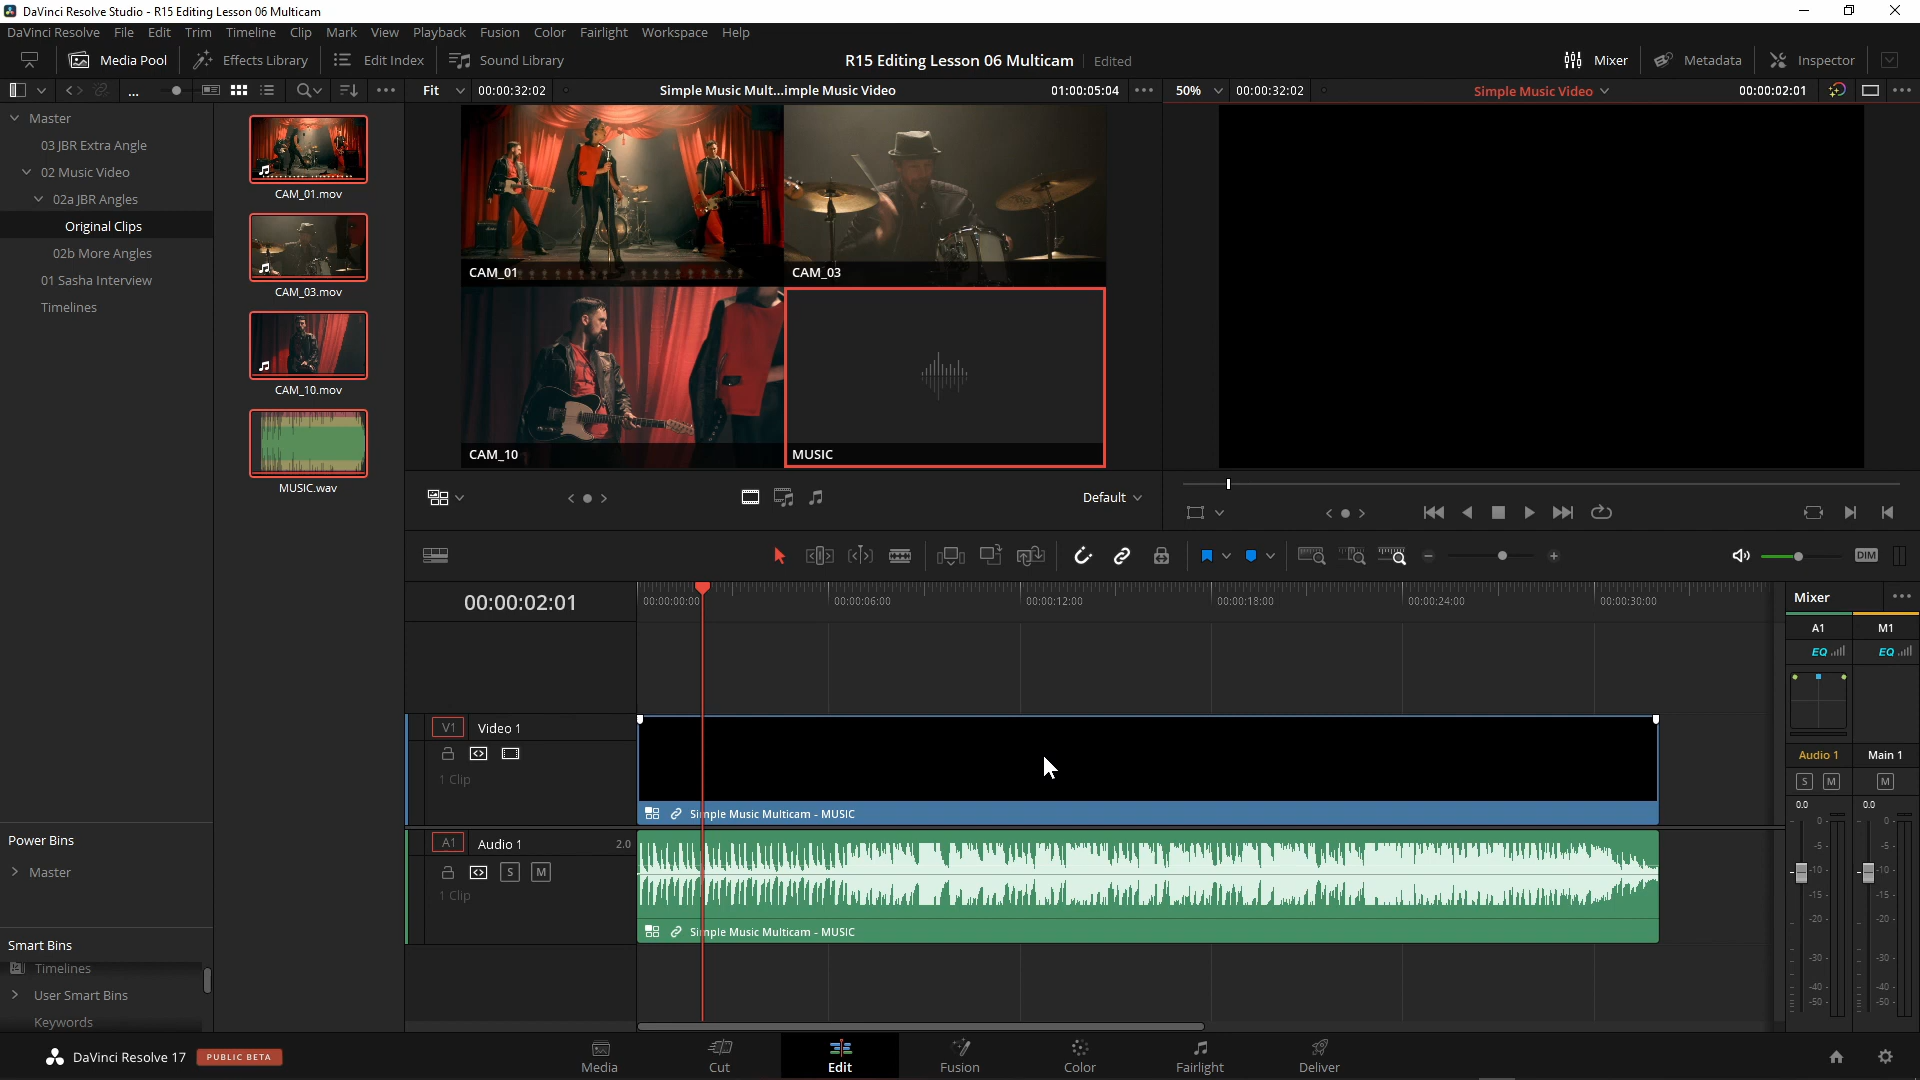 DaVinci Resolve Studio - R15 Editing Lesson 06 Multicam
DaVinci Resolve File Edit Trim Timeline Clip Mark View Playback Fusion Color Fairlight Workspace Help
Media Pool Effects Library Edit Index Sound Library R15 Editing Lesson 06 Multicam Edited Mixer Metadata Inspector
Fit 00:00:32:02 Simple Music Mult...imple Music Video 01:00:05:04 50% 00:00:32:02 Simple Music Video 00:00:02:01
Master
03 JBR Extra Angle
02 Music Video
02a JBR Angles
Original Clips
02b More Angles
01 Sasha Interview
Timelines
CAM_01.mov
CAM_03.mov
CAM_10.mov
MUSIC.wav
CAM_01
CAM_03
CAM_10
MUSIC
Default
DIM
00:00:02:01
00:00:00:00 00:00:06:00 00:00:12:00 00:00:18:00 00:00:24:00 00:00:30:00
V1 Video 1
1 Clip
Simple Music Multicam - MUSIC
A1 Audio 1 2.0
S M
1 Clip
Simple Music Multicam - MUSIC
Mixer
A1 M1
EQ EQ
Audio 1 Main 1
S M M
0.0 0.0
0 0
-5 -5
-10 -10
-15 -15
-20 -20
-30 -30
-40 -40
-50 -50
Power Bins
Master
Smart Bins
Timelines
User Smart Bins
Keywords
DaVinci Resolve 17 PUBLIC BETA
Media Cut Edit Fusion Color Fairlight Deliver